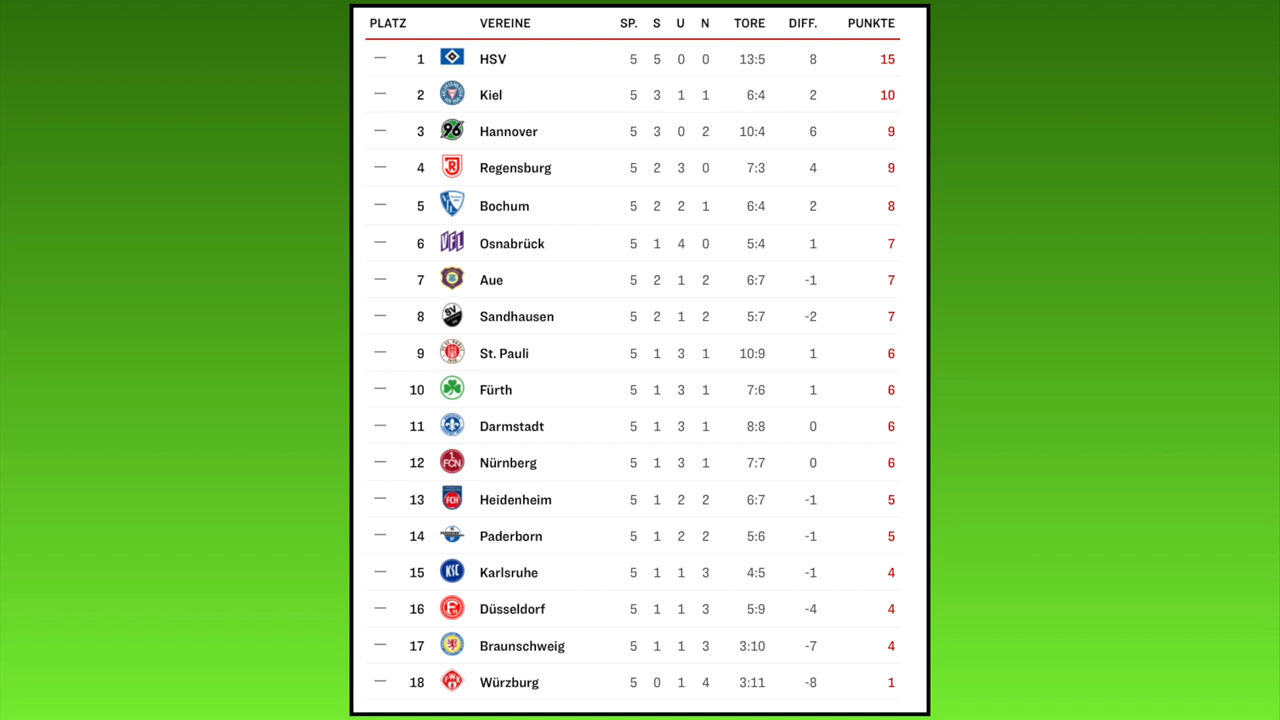 PLATZ VEREINE SP. S U N TORE DIFF. PUNKTE
— 1 HSV 5 5 0 0 13:5 8 15
— 2 Kiel 5 3 1 1 6:4 2 10
— 3 96 Hannover 5 3 0 2 10:4 6 9
— 4 Regensburg 5 2 3 0 7:3 4 9
— 5 Bochum 5 2 2 1 6:4 2 8
— 6 VFL Osnabrück 5 1 4 0 5:4 1 7
— 7 Aue 5 2 1 2 6:7 -1 7
— 8 SV Sandhausen 5 2 1 2 5:7 -2 7
— 9 St. Pauli 5 1 3 1 10:9 1 6
— 10 Fürth 5 1 3 1 7:6 1 6
— 11 Darmstadt 5 1 3 1 8:8 0 6
— 12 1. FCN Nürnberg 5 1 3 1 7:7 0 6
— 13 FCH Heidenheim 5 1 2 2 6:7 -1 5
— 14 Paderborn 5 1 2 2 5:6 -1 5
— 15 KSC Karlsruhe 5 1 1 3 4:5 -1 4
— 16 Düsseldorf 5 1 1 3 5:9 -4 4
— 17 Braunschweig 5 1 1 3 3:10 -7 4
— 18 FWK Würzburg 5 0 1 4 3:11 -8 1